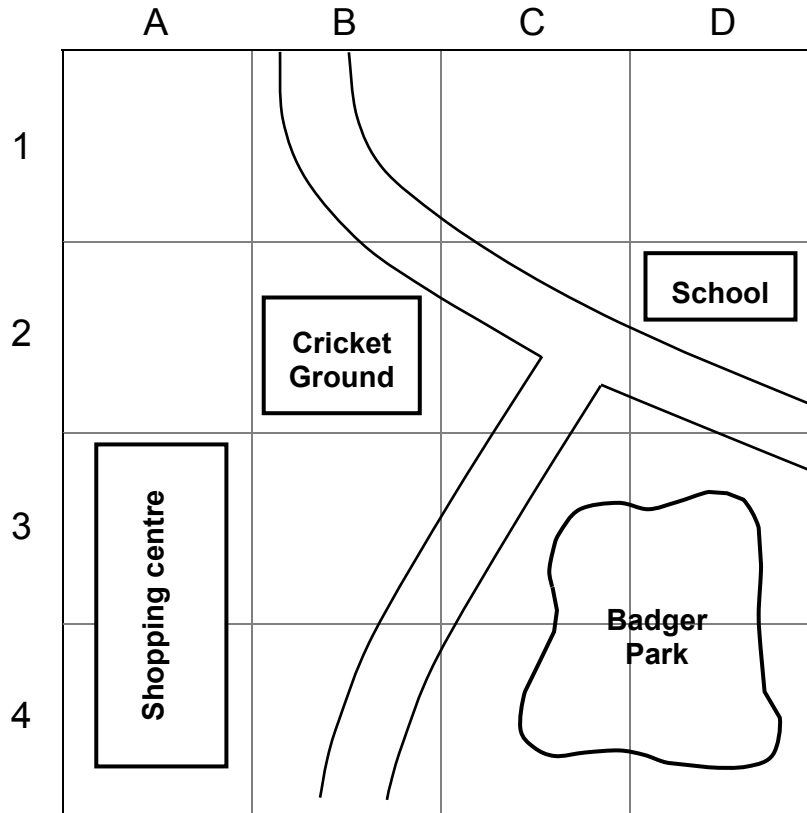 A B C D
1
2
3
4
School
Cricket
Ground
Shopping centre
Badger
Park